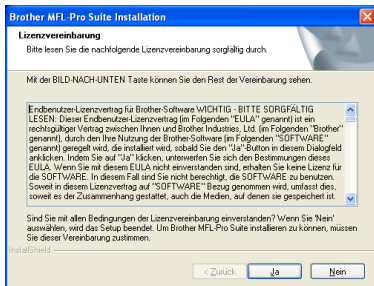 Brother MFL-Pro Suite Installation
Lizenzvereinbarung
Bitte lesen Sie die nachfolgende Lizenzvereinbarung sorgfältig durch.
Mit der BILD-NACH-UNTEN Taste können Sie den Rest der Vereinbarung sehen.
Endbenutzer-Lizenzvertrag für Brother-Software WICHTIG - BITTE SORGFÄLTIG
LESEN: Dieser Endbenutzer-Lizenzvertrag (im Folgenden "EULA" genannt) ist ein
rechtsgültiger Vertrag zwischen Ihnen und Brother Industries, Ltd. (im Folgenden "Brother"
genannt), durch den Ihre Nutzung der Brother-Software (im Folgenden "SOFTWARE"
genannt) geregelt wird, die installiert wird, sobald Sie den "Ja"-Button in diesem Dialogfeld
anklicken. Indem Sie auf "Ja" klicken, unterwerfen Sie sich den Bestimmungen dieses
EULA. Wenn Sie mit diesem EULA nicht einverstanden sind, erhalten Sie keine Lizenz für
die SOFTWARE. In diesem Fall sind Sie nicht berechtigt, die SOFTWARE zu benutzen.
Soweit in diesem Lizenzvertrag auf "SOFTWARE" Bezug genommen wird, umfasst dies,
soweit es der Zusammenhang gestattet, auch die Medien, auf denen sie gespeichert ist.
Sind Sie mit allen Bedingungen der Lizenzvereinbarung einverstanden? Wenn Sie 'Nein'
auswählen, wird das Setup beendet. Um Brother MFL-Pro Suite installieren zu können, müssen
Sie dieser Vereinbarung zustimmen.
InstallShield
< Zurück
Ja
Nein